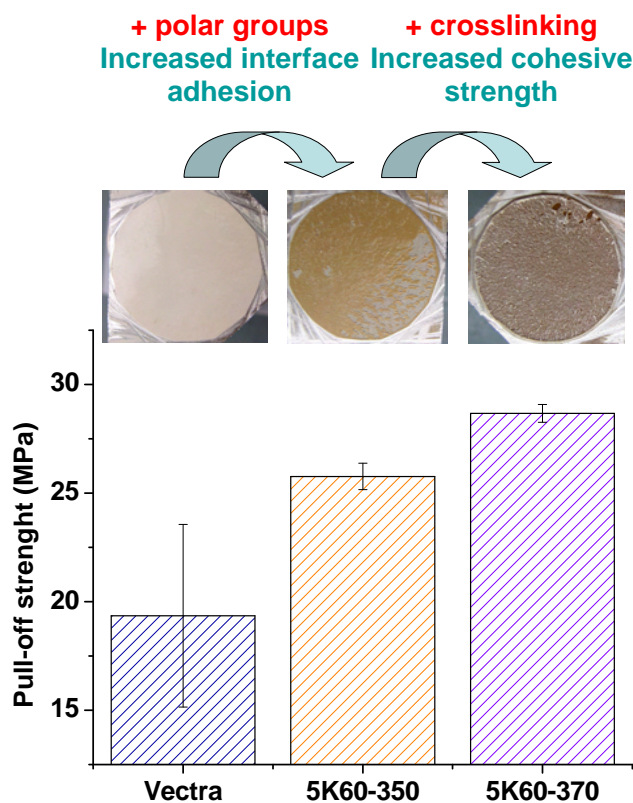 + polar groups
Increased interface
adhesion
+ crosslinking
Increased cohesive
strength
Pull-off strenght (MPa)
30
25
20
15
Vectra
5K60-350
5K60-370